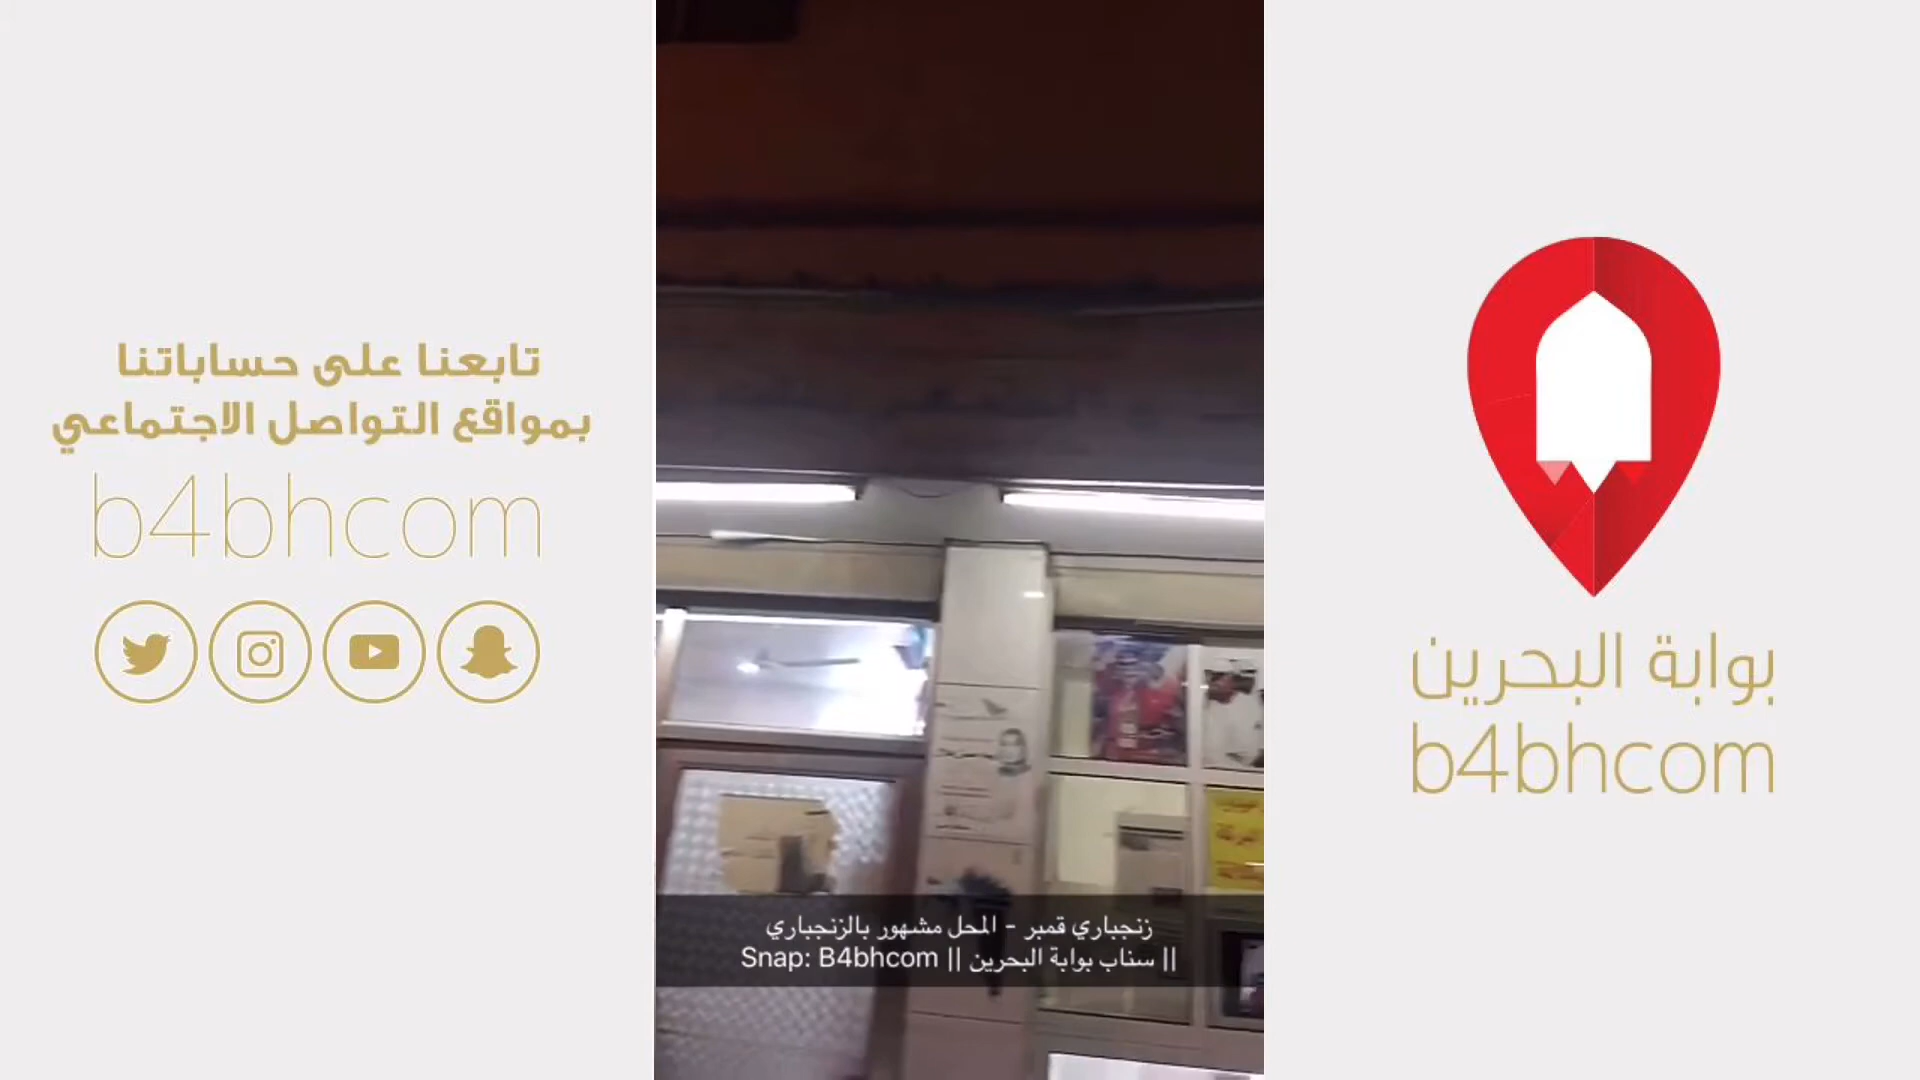 تابعنا على حساباتنا
بمواقع التواصل الاجتماعي
b4bhcom
زنجباري قمبر - المحل مشهور بالزنجباري
|| سناب بوابة البحرين || Snap: B4bhcom
بوابة البحرين
b4bhcom